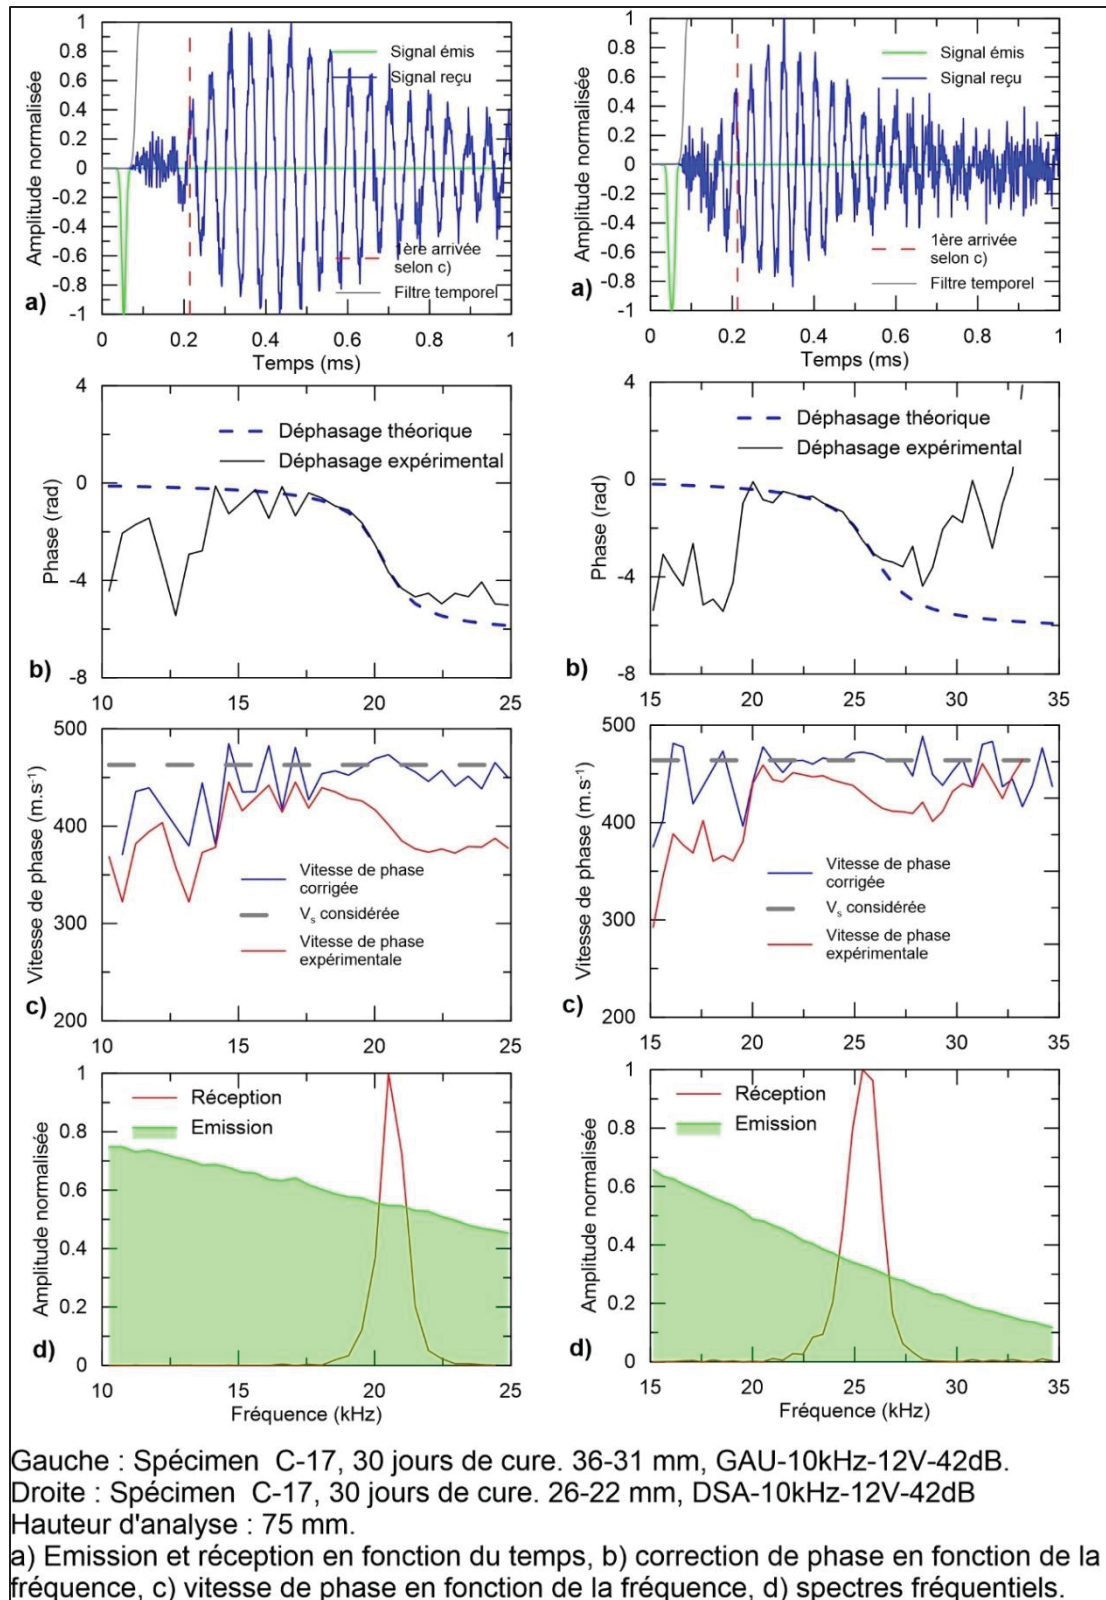 1
0.8
0.6
0.4
0.2
0
-0.2
-0.4
-0.6
-0.8
-1
Amplitude normalisée
Signal émis
Signal reçu
1ère arrivée
selon c)
Filtre temporel
a)
0 0.2 0.4 0.6 0.8 1
Temps (ms)
4
0
-4
-8
Phase (rad)
Déphasage théorique
Déphasage expérimental
b)
10 15 20 25
500
400
300
200
Vitesse de phase (m.s⁻¹)
Vitesse de phase
corrigée
Vₛ considérée
Vitesse de phase
expérimentale
c)
10 15 20 25
1
0.8
0.6
0.4
0.2
0
Amplitude normalisée
Réception
Emission
d)
10 15 20 25
Fréquence (kHz)
1
0.8
0.6
0.4
0.2
0
-0.2
-0.4
-0.6
-0.8
-1
Amplitude normalisée
Signal émis
Signal reçu
1ère arrivée
selon c)
Filtre temporel
a)
0 0.2 0.4 0.6 0.8 1
Temps (ms)
4
0
-4
-8
Phase (rad)
Déphasage théorique
Déphasage expérimental
b)
15 20 25 30 35
500
400
300
200
Vitesse de phase (m.s⁻¹)
Vitesse de phase
corrigée
Vₛ considérée
Vitesse de phase
expérimentale
c)
15 20 25 30 35
1
0.8
0.6
0.4
0.2
0
Amplitude normalisée
Réception
Emission
d)
15 20 25 30 35
Fréquence (kHz)
Gauche : Spécimen C-17, 30 jours de cure. 36-31 mm, GAU-10kHz-12V-42dB.
Droite : Spécimen C-17, 30 jours de cure. 26-22 mm, DSA-10kHz-12V-42dB
Hauteur d'analyse : 75 mm.
a) Emission et réception en fonction du temps, b) correction de phase en fonction de la
fréquence, c) vitesse de phase en fonction de la fréquence, d) spectres fréquentiels.